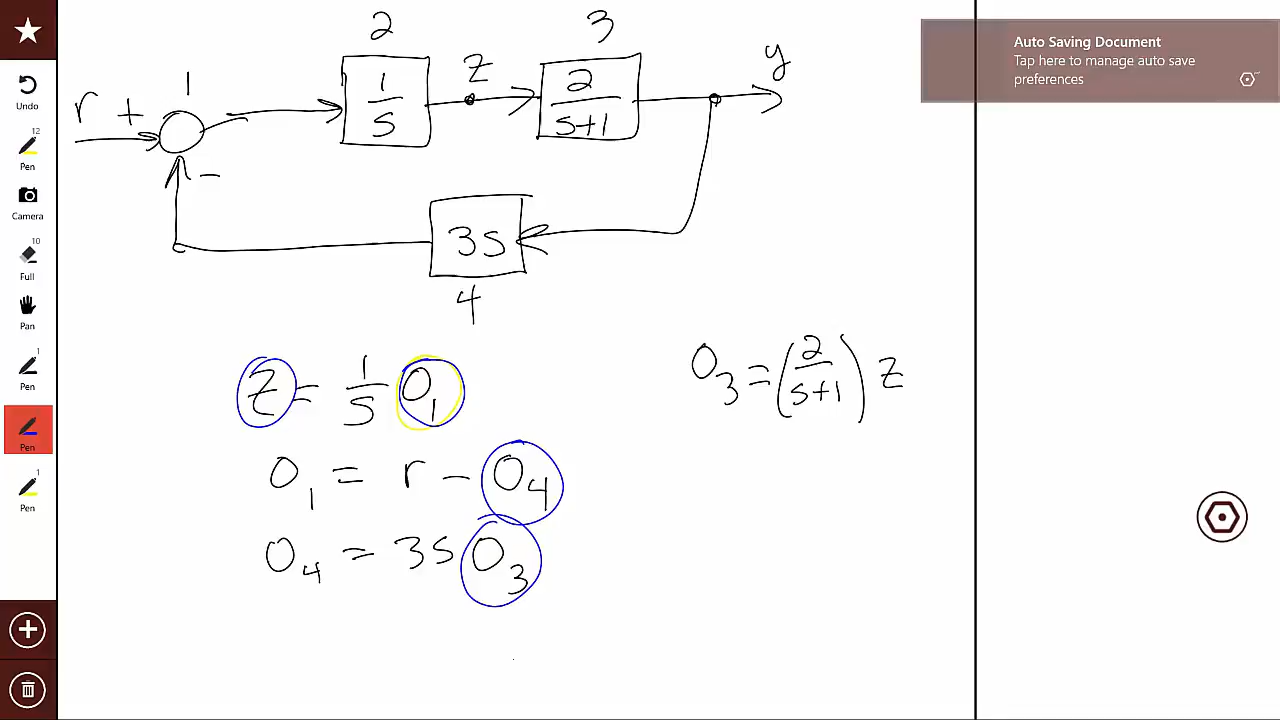 Undo
12
Pen
Camera
10
Full
Pan
1
Pen
Pen
1
Pen
Auto Saving Document
Tap here to manage auto save
preferences
1
2
3
r
+
-
1/s
z
2/(s+1)
y
3s
4
z = 1/s O₁
O₁ = r - O₄
O₄ = 3s O₃
O₃ = (2/(s+1)) z